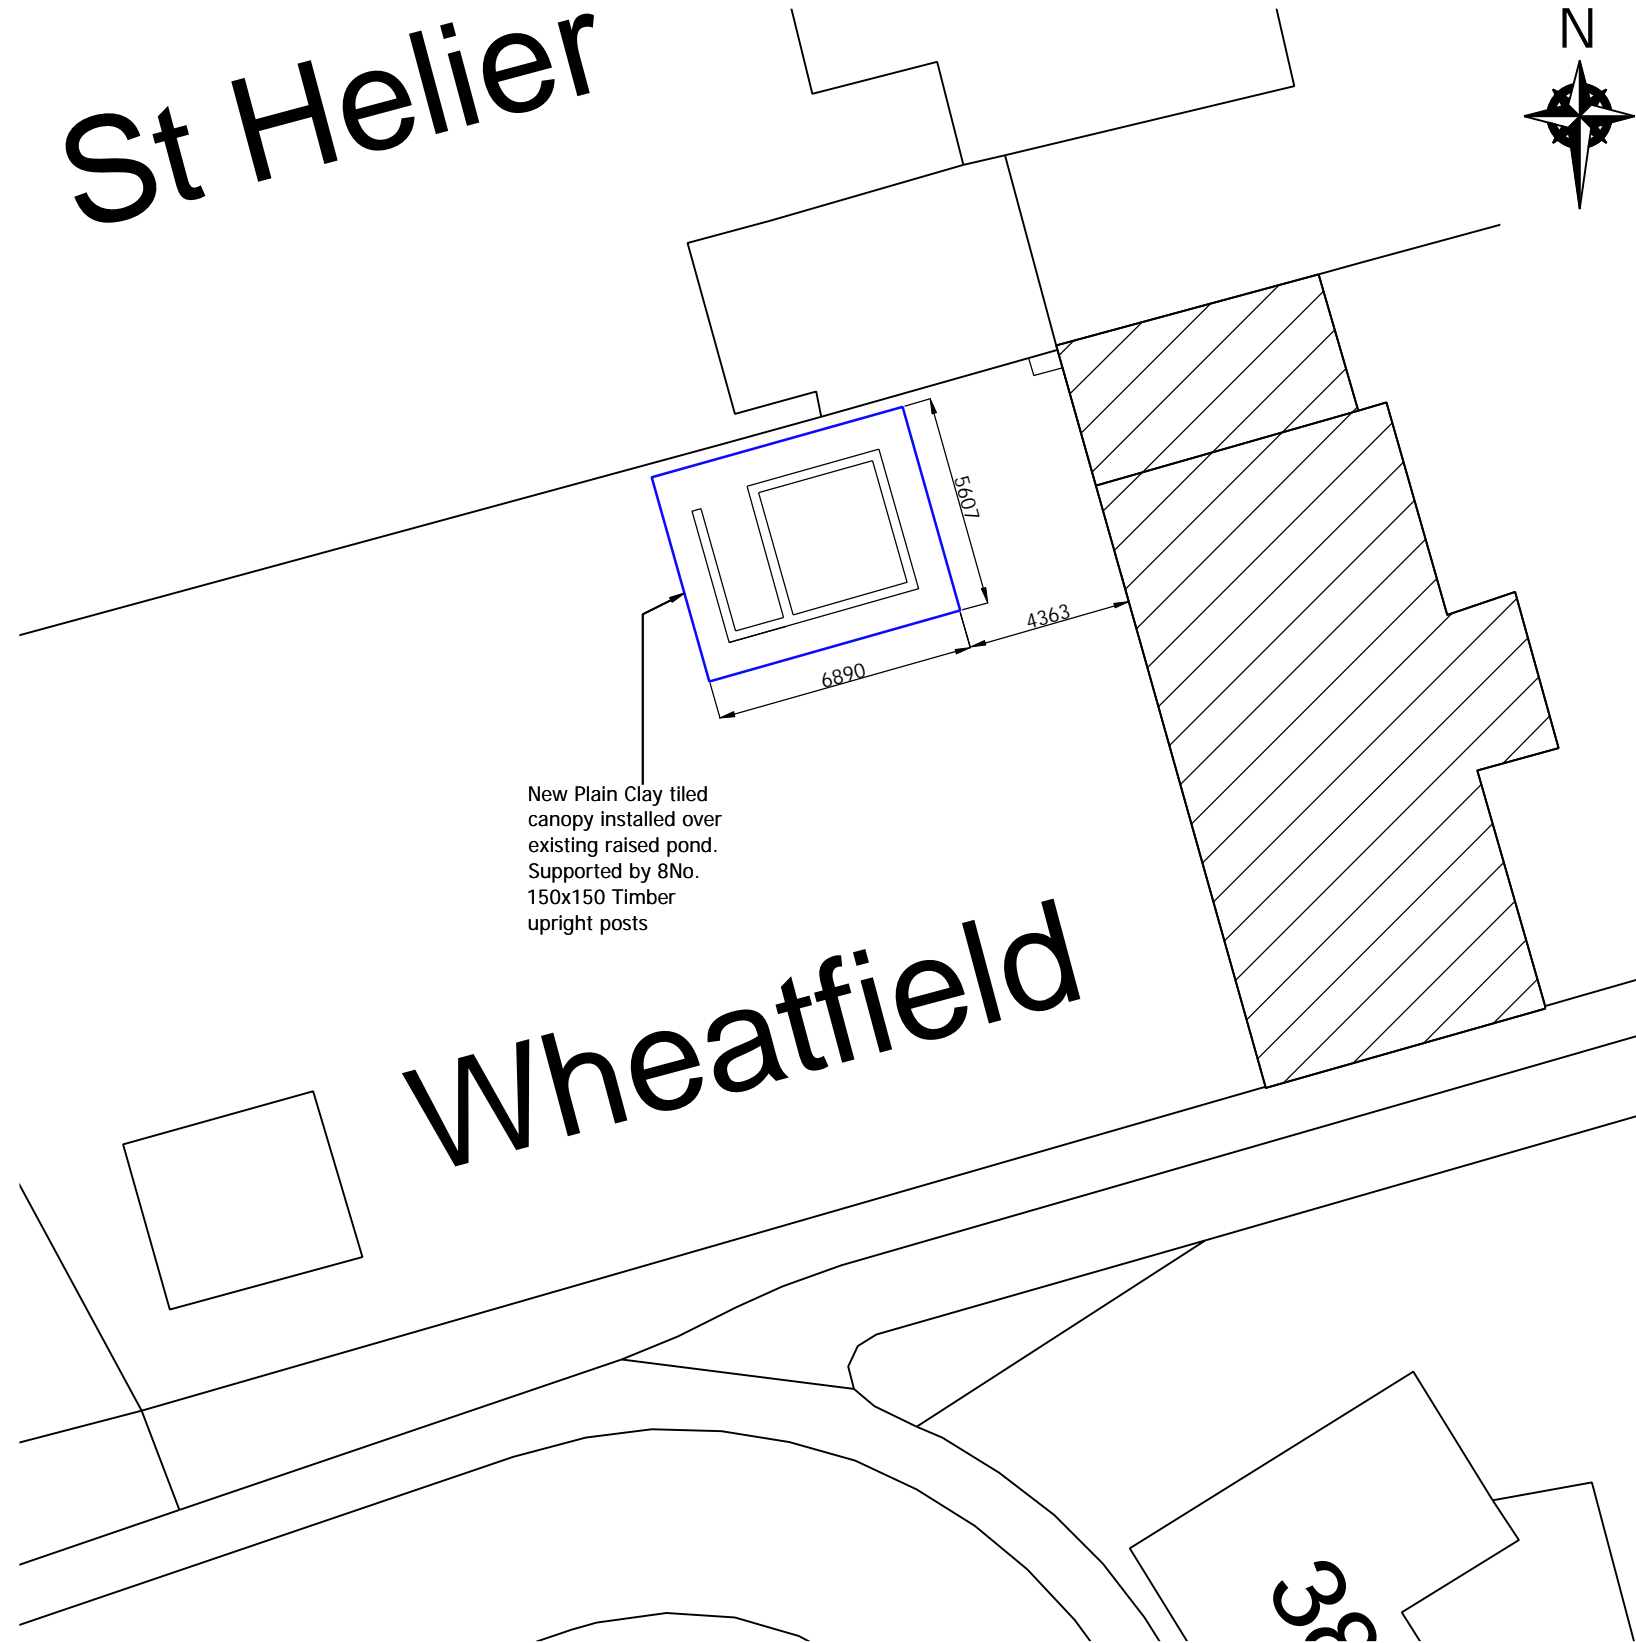 St Helier
N
5607
4363
6890
New Plain Clay tiled
canopy installed over
existing raised pond.
Supported by 8No.
150x150 Timber
upright posts
Wheatfield
38